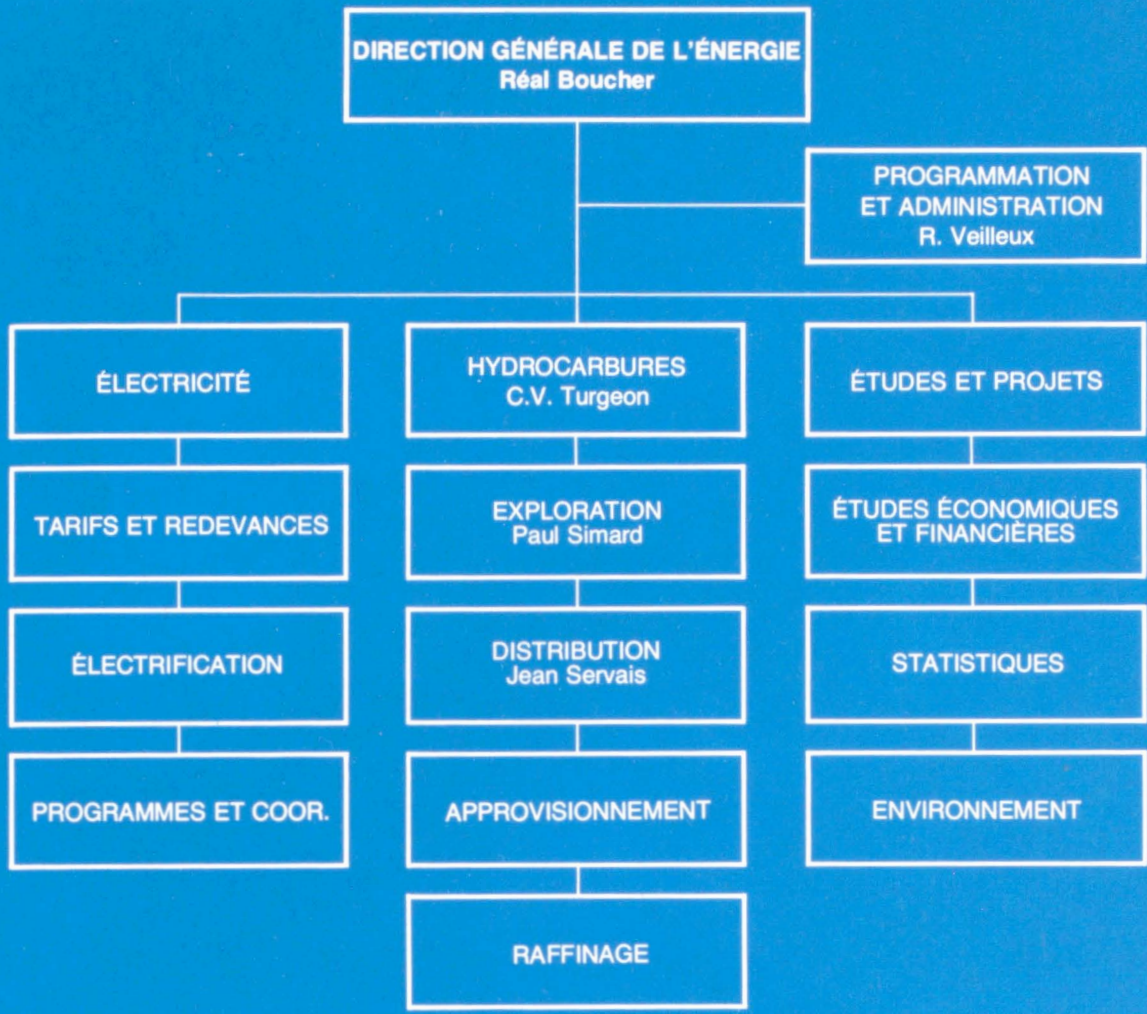 DIRECTION GÉNÉRALE DE L'ÉNERGIE
Réal Boucher
PROGRAMMATION
ET ADMINISTRATION
R. Veilleux
ÉLECTRICITÉ
HYDROCARBURES
C.V. Turgeon
ÉTUDES ET PROJETS
TARIFS ET REDEVANCES
EXPLORATION
Paul Simard
ÉTUDES ÉCONOMIQUES
ET FINANCIÈRES
ÉLECTRIFICATION
DISTRIBUTION
Jean Servais
STATISTIQUES
PROGRAMMES ET COOR.
APPROVISIONNEMENT
ENVIRONNEMENT
RAFFINAGE